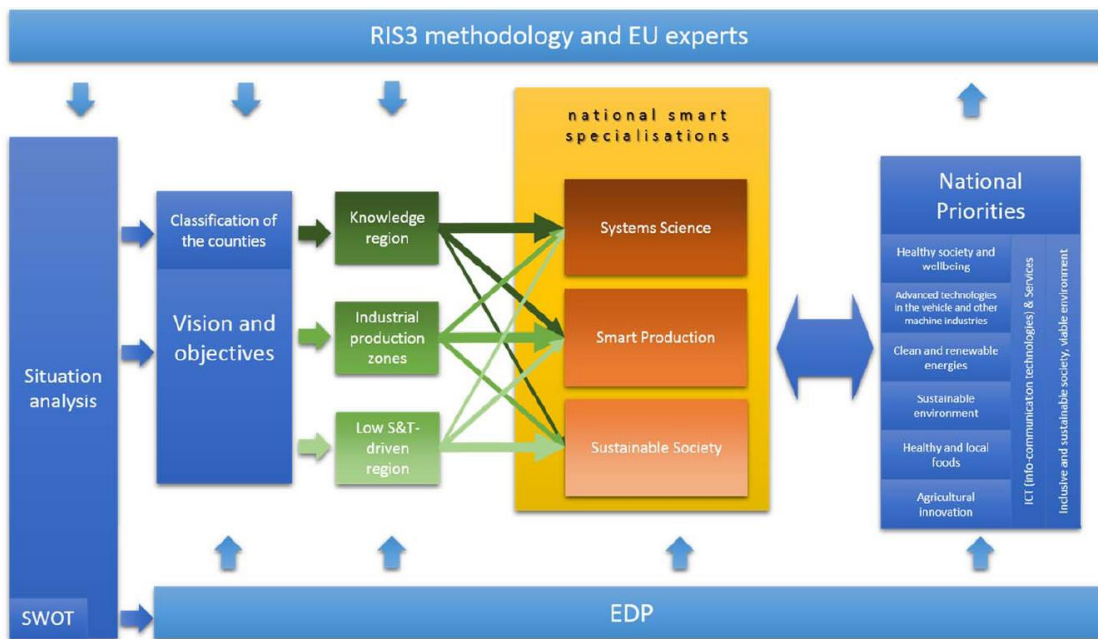 RIS3 methodology and EU experts
Situation
analysis
SWOT
Classification of
the counties
Vision and
objectives
Knowledge
region
Industrial
production
zones
Low S&T-
driven
region
national smart
specialisations
Systems Science
Smart Production
Sustainable Society
National
Priorities
Healthy society and
wellbeing
Advanced technologies
in the vehicle and other
machine industries
Clean and renewable
energies
Sustainable
environment
Healthy and local
foods
Agricultural
innovation
ICT (info-communication technologies) & Services
Inclusive and sustainable society, viable environment
EDP